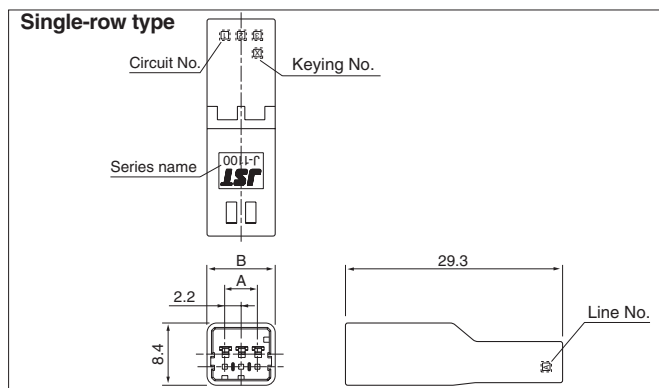 Single-row type
Circuit No.
Keying No.
Series name
J-1100
JST
B
A
2.2
8.4
29.3
Line No.